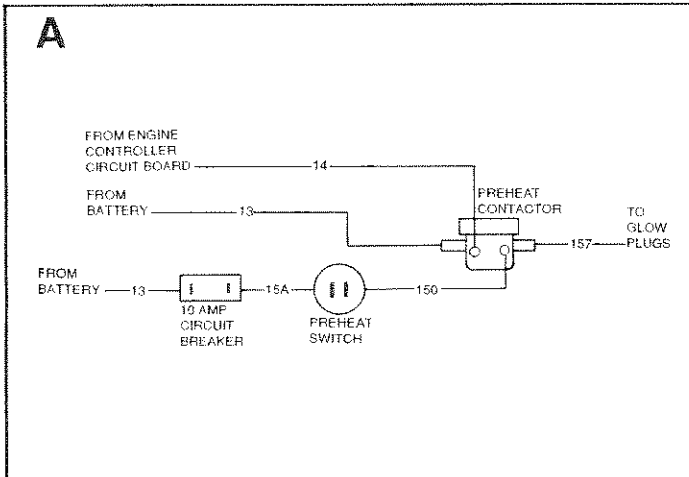 A
FROM ENGINE
CONTROLLER
CIRCUIT BOARD
14
FROM
BATTERY
13
PREHEAT
CONTACTOR
TO
GLOW
PLUGS
157
FROM
BATTERY
13
15A
150
10 AMP
CIRCUIT
BREAKER
PREHEAT
SWITCH